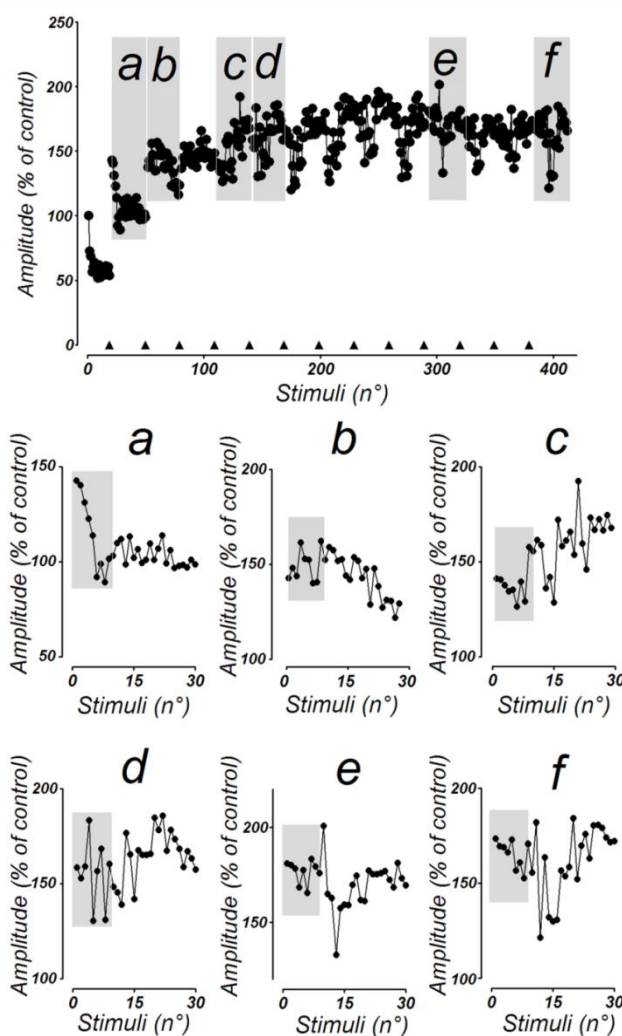 Amplitude (% of control)
250
200
150
100
50
0
a b c d e f
0 100 200 300 400
Stimuli (n°)
a b c
Amplitude (% of control)
150
100
50
0 15 30
Stimuli (n°)
Amplitude (% of control)
200
150
100
0 15 30
Stimuli (n°)
Amplitude (% of control)
200
150
100
0 15 30
Stimuli (n°)
d e f
Amplitude (% of control)
200
150
100
0 15 30
Stimuli (n°)
Amplitude (% of control)
200
150
0 15 30
Stimuli (n°)
Amplitude (% of control)
200
150
100
0 15 30
Stimuli (n°)